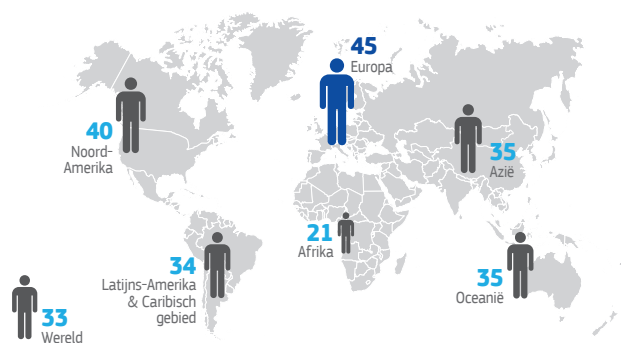 45
Europa
40
Noord-
Amerika
35
Azië
21
Afrika
34
Latijns-Amerika
& Caribisch
gebied
35
Oceanië
33
Wereld